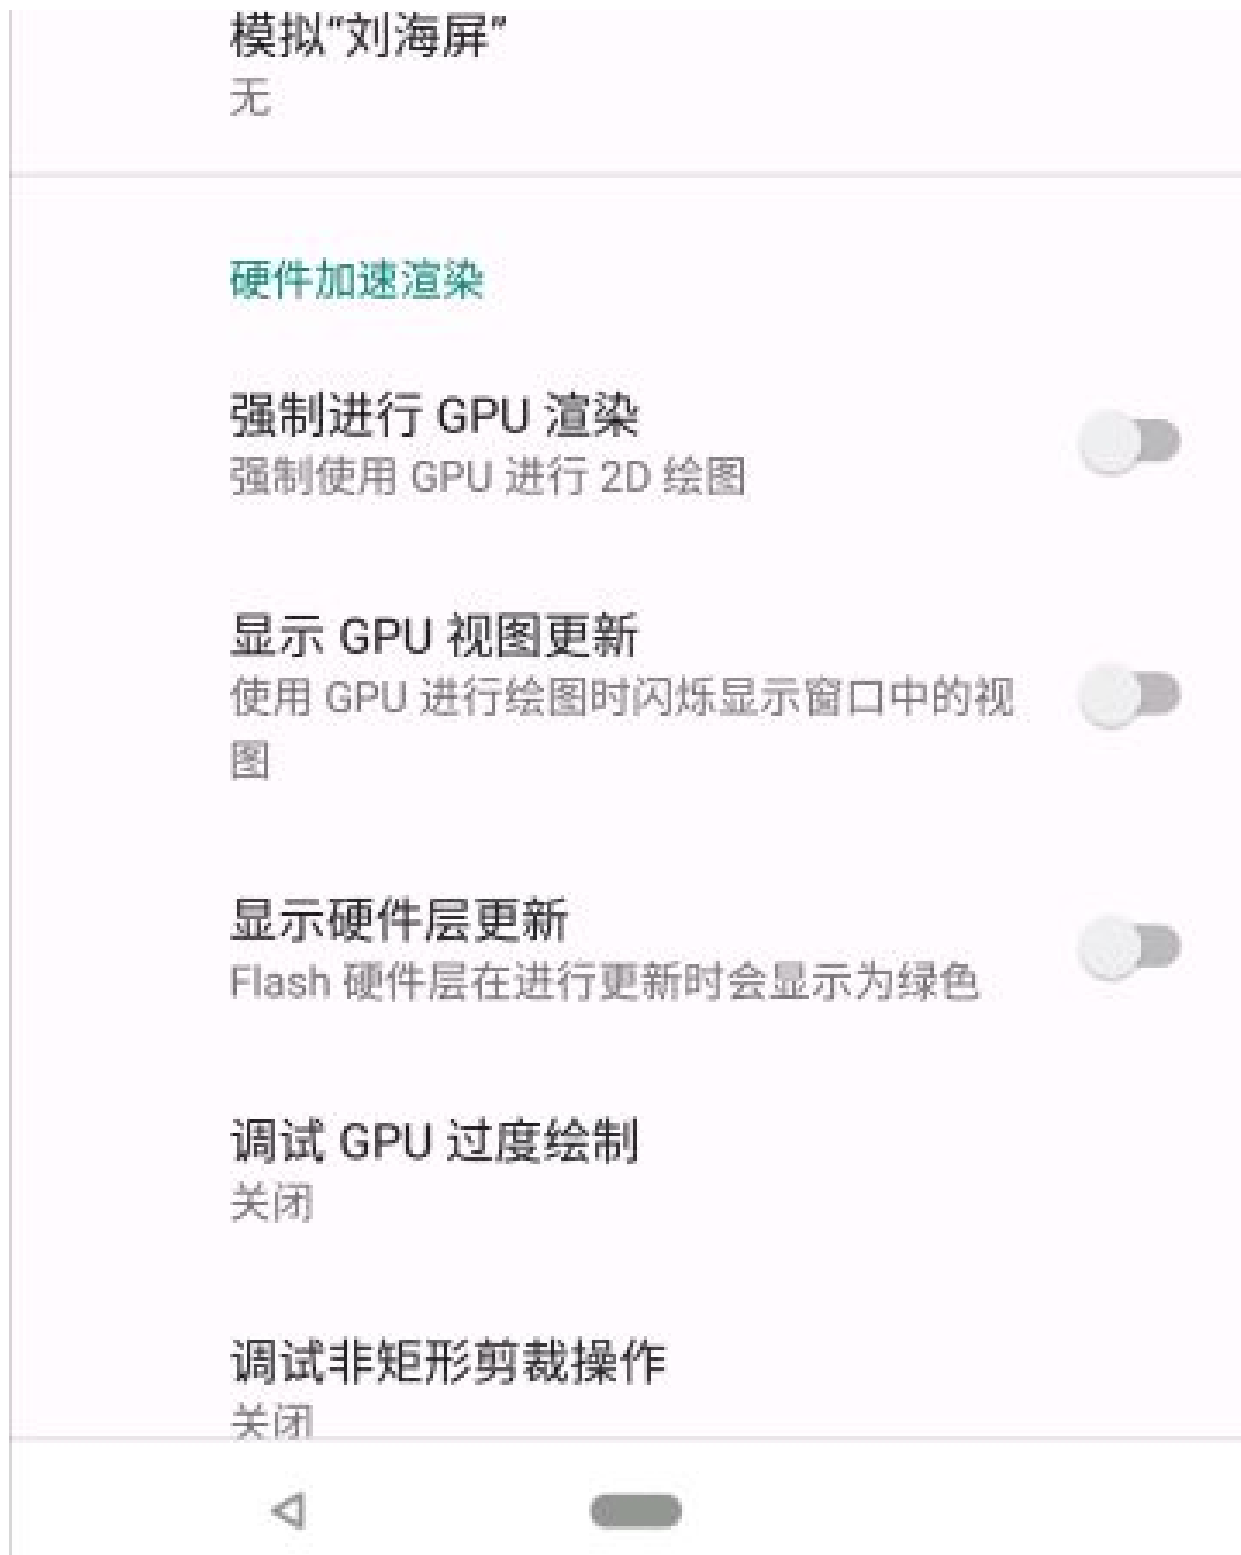 模拟“刘海屏”
无
硬件加速渲染
强制进行 GPU 渲染
强制使用 GPU 进行 2D 绘图
显示 GPU 视图更新
使用 GPU 进行绘图时闪烁显示窗口中的视
图
显示硬件层更新
Flash 硬件层在进行更新时会显示为绿色
调试 GPU 过度绘制
关闭
调试非矩形剪裁操作
关闭